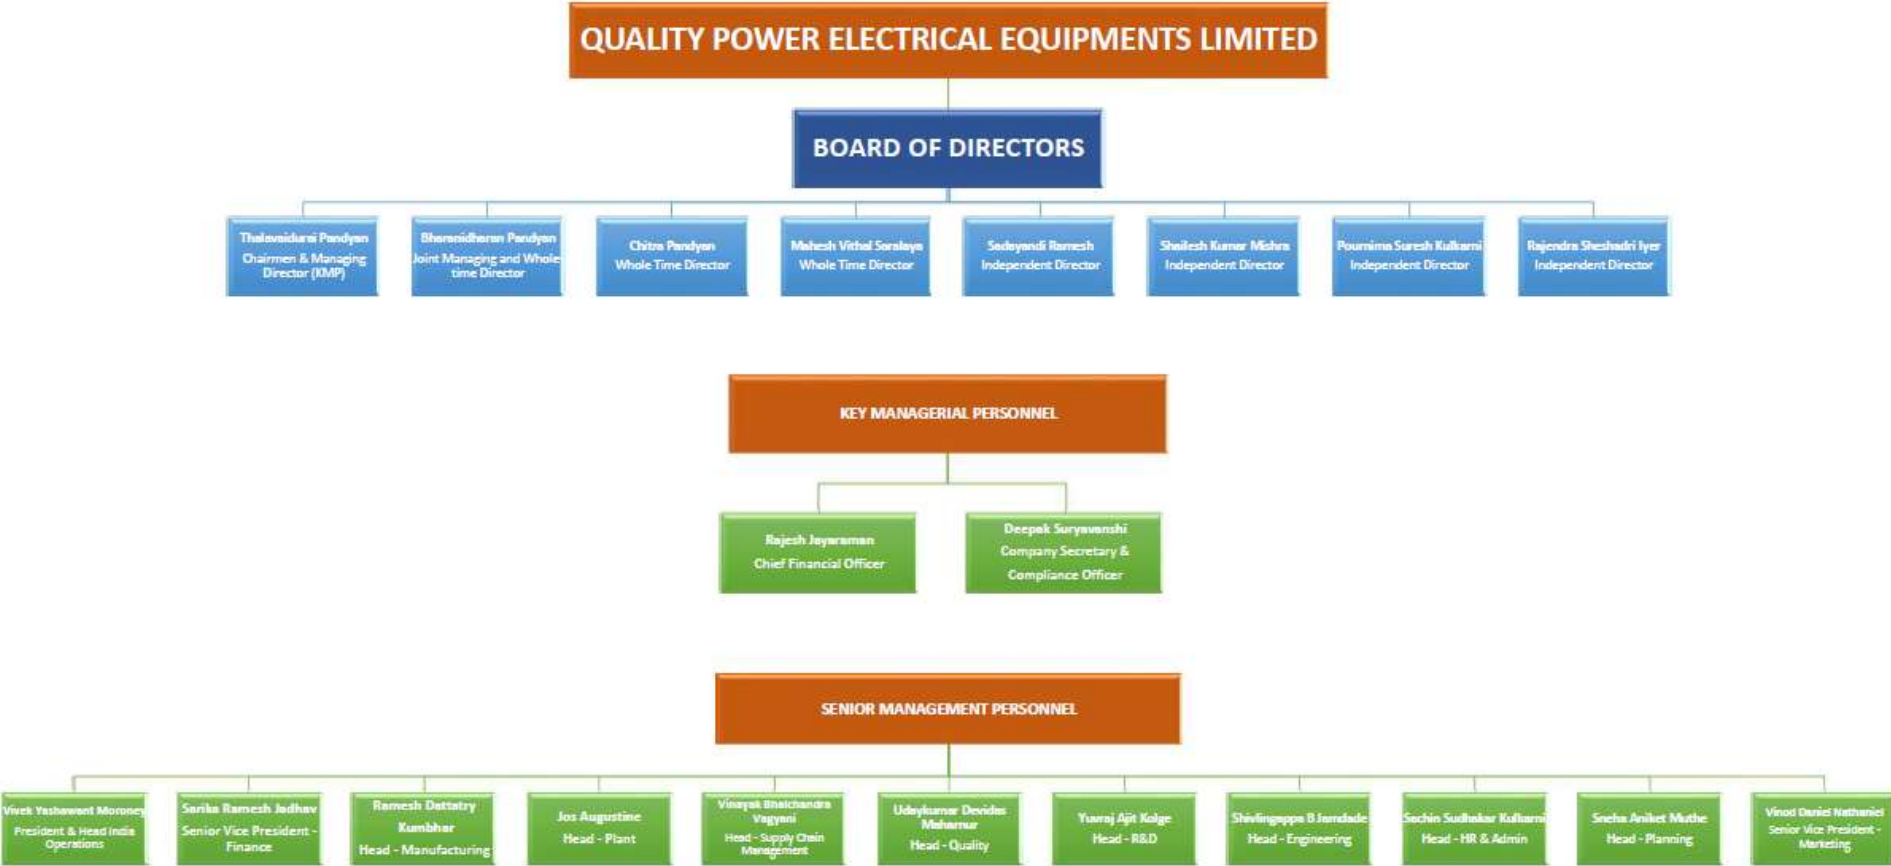 QUALITY POWER ELECTRICAL EQUIPMENTS LIMITED
BOARD OF DIRECTORS
Thalavaidurai Pandyan
Chairmen & Managing
Director (KMP)
Bharanidharan Pandyan
Joint Managing and Whole
time Director
Chitra Pandyan
Whole Time Director
Mahesh Vithal Saralaya
Whole Time Director
Sadayandi Ramesh
Independent Director
Shailesh Kumar Mishra
Independent Director
Pournima Suresh Kulkarni
Independent Director
Rajendra Sheshadri Iyer
Independent Director
KEY MANAGERIAL PERSONNEL
Rajesh Jayaraman
Chief Financial Officer
Deepak Suryavanshi
Company Secretary &
Compliance Officer
SENIOR MANAGEMENT PERSONNEL
Vivek Yashawant Moroney
President & Head India
Operations
Sarika Ramesh Jadhav
Senior Vice President -
Finance
Ramesh Dattatry
Kumbhar
Head - Manufacturing
Jos Augustine
Head - Plant
Vinayak Bhalchandra
Vagyani
Head - Supply Chain
Management
Udaykumar Devidas
Mahamur
Head - Quality
Yuvraj Ajit Kolge
Head - R&D
Shivlingappa B Jamdade
Head - Engineering
Sachin Sudhakar Kulkarni
Head - HR & Admin
Sneha Aniket Muthe
Head - Planning
Vinod Daniel Nathaniel
Senior Vice President -
Marketing